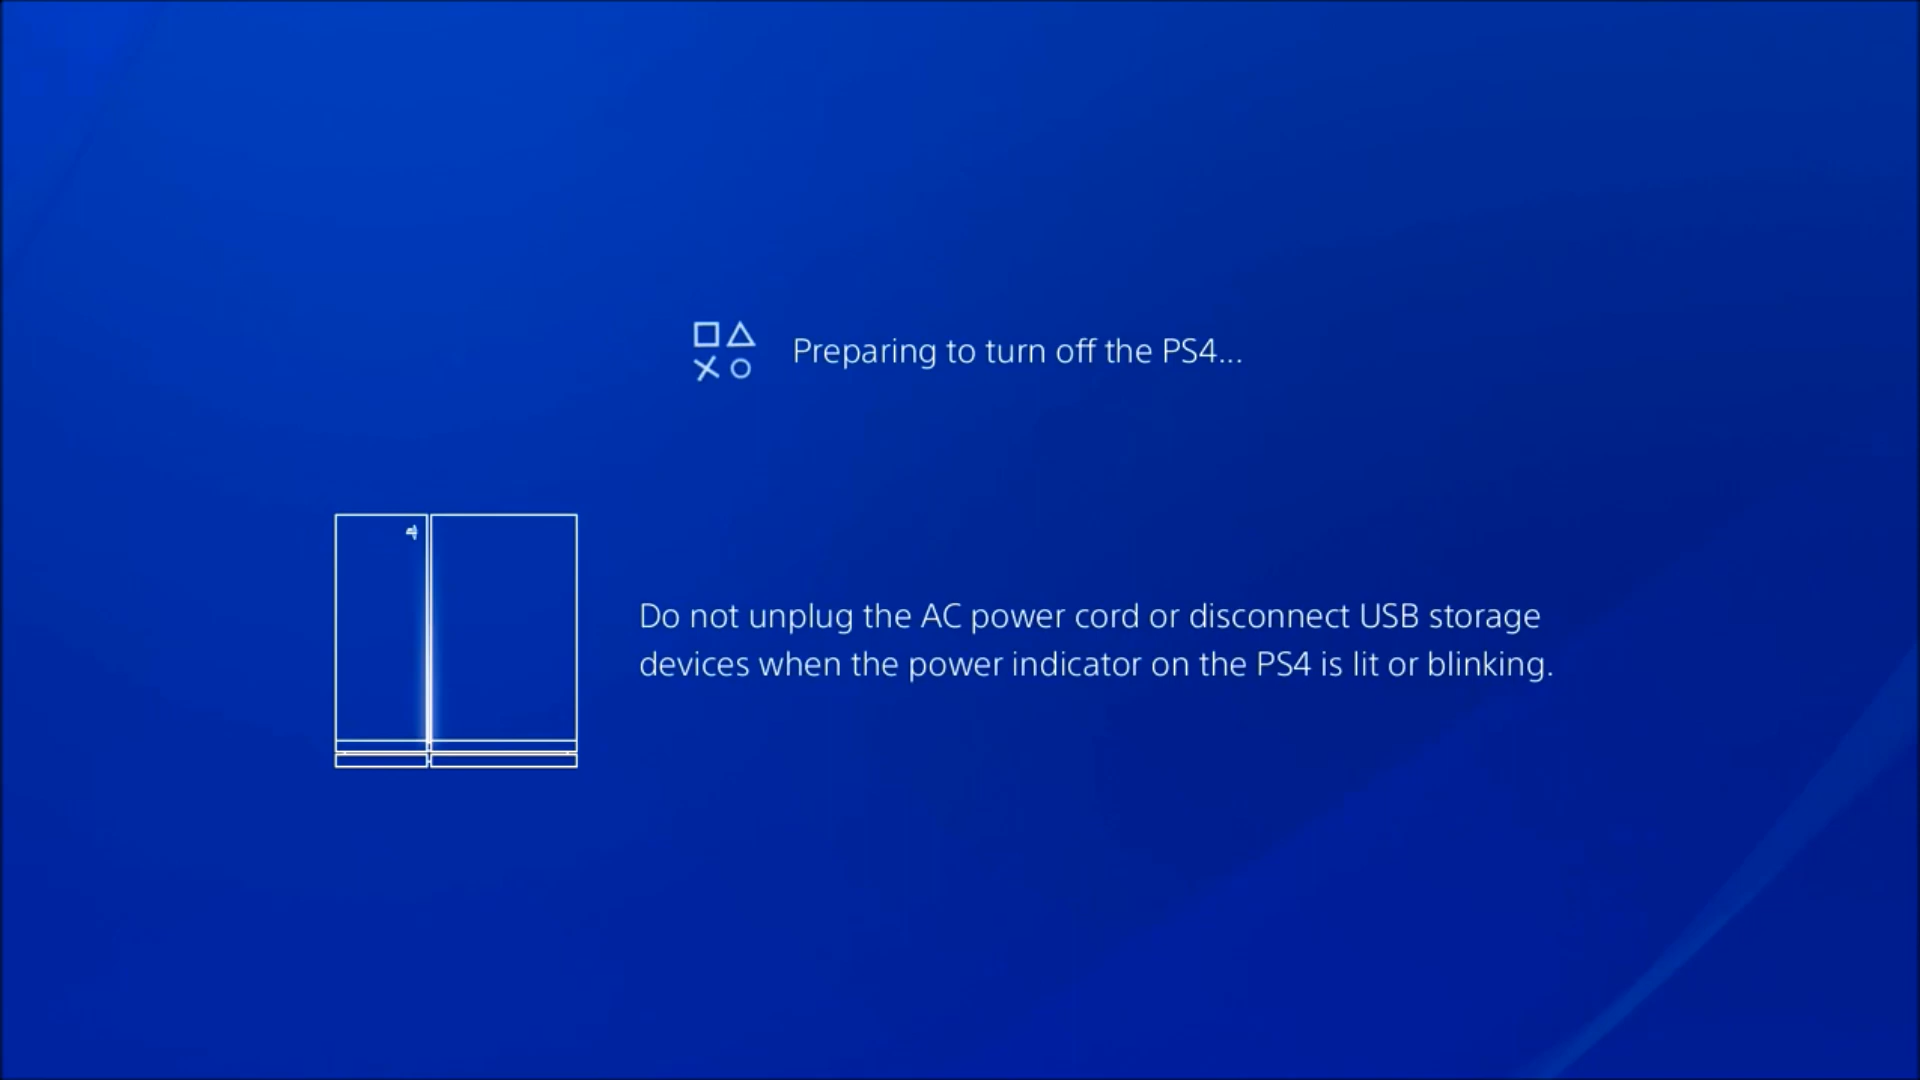 Preparing to turn off the PS4...
Do not unplug the AC power cord or disconnect USB storage
devices when the power indicator on the PS4 is lit or blinking.